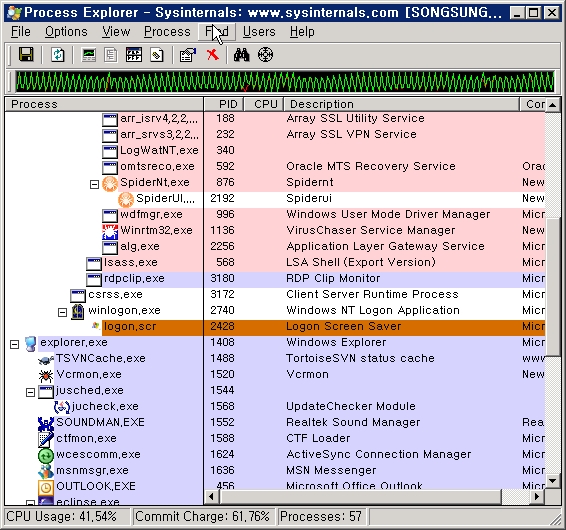 Process Explorer - Sysinternals: www.sysinternals.com [SONGSUNG...
File Options View Process Find Users Help
Process PID CPU Description Cor
arr_isrv4,2,2,... 188 Array SSL Utility Service
arr_srvs3,2,2,... 232 Array SSL VPN Service
LogWatNT,exe 340
omtsreco,exe 592 Oracle MTS Recovery Service Orac
SpiderNt,exe 876 Spidernt New
SpiderUI,... 2192 Spiderui New
wdfmgr,exe 996 Windows User Mode Driver Manager Micr
Winrtm32,exe 1136 VirusChaser Service Manager New
alg,exe 2256 Application Layer Gateway Service Micr
lsass,exe 568 LSA Shell (Export Version) Micr
rdpclip,exe 3180 RDP Clip Monitor Micr
csrss,exe 3172 Client Server Runtime Process Micr
winlogon,exe 2740 Windows NT Logon Application Micr
logon,scr 2428 Logon Screen Saver Micr
explorer,exe 1408 Windows Explorer Micr
TSVNCache,exe 1488 TortoiseSVN status cache www
Vcrmon,exe 1520 Vcrmon New
jusched,exe 1544
jucheck,exe 1568 UpdateChecker Module
SOUNDMAN,EXE 1552 Realtek Sound Manager Rea
ctfmon,exe 1588 CTF Loader Micr
wcescomm,exe 1624 ActiveSync Connection Manager Micr
msnmsgr,exe 1636 MSN Messenger Micr
OUTLOOK,EXE 456 Microsoft Office Outlook Micr
eclipse,exe
CPU Usage: 41,54% Commit Charge: 61,76% Processes: 57